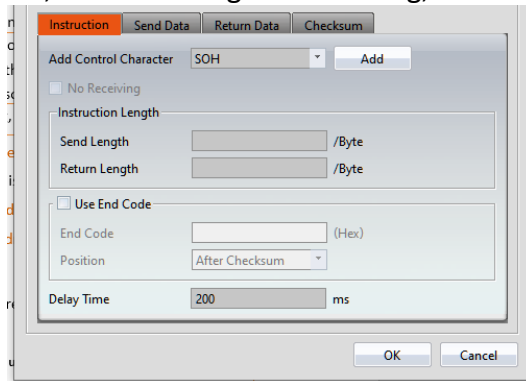 Instruction Send Data Return Data Checksum
Add Control Character SOH Add
No Receiving
Instruction Length
Send Length /Byte
Return Length /Byte
Use End Code
End Code (Hex)
Position After Checksum
Delay Time 200 ms
OK Cancel